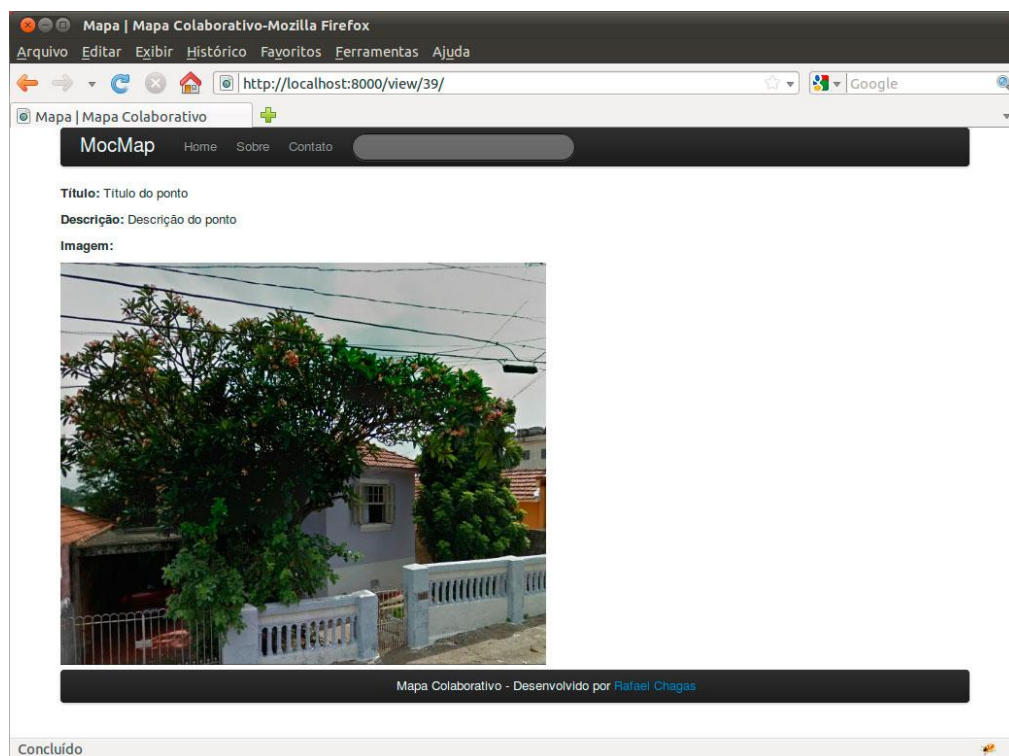 Mapa | Mapa Colaborativo-Mozilla Firefox
Arquivo Editar Exibir Histórico Favoritos Ferramentas Ajuda
http://localhost:8000/view/39/ Google
Mapa | Mapa Colaborativo
MocMap Home Sobre Contato
Título: Título do ponto
Descrição: Descrição do ponto
Imagem:
Mapa Colaborativo - Desenvolvido por Rafael Chagas
Concluído